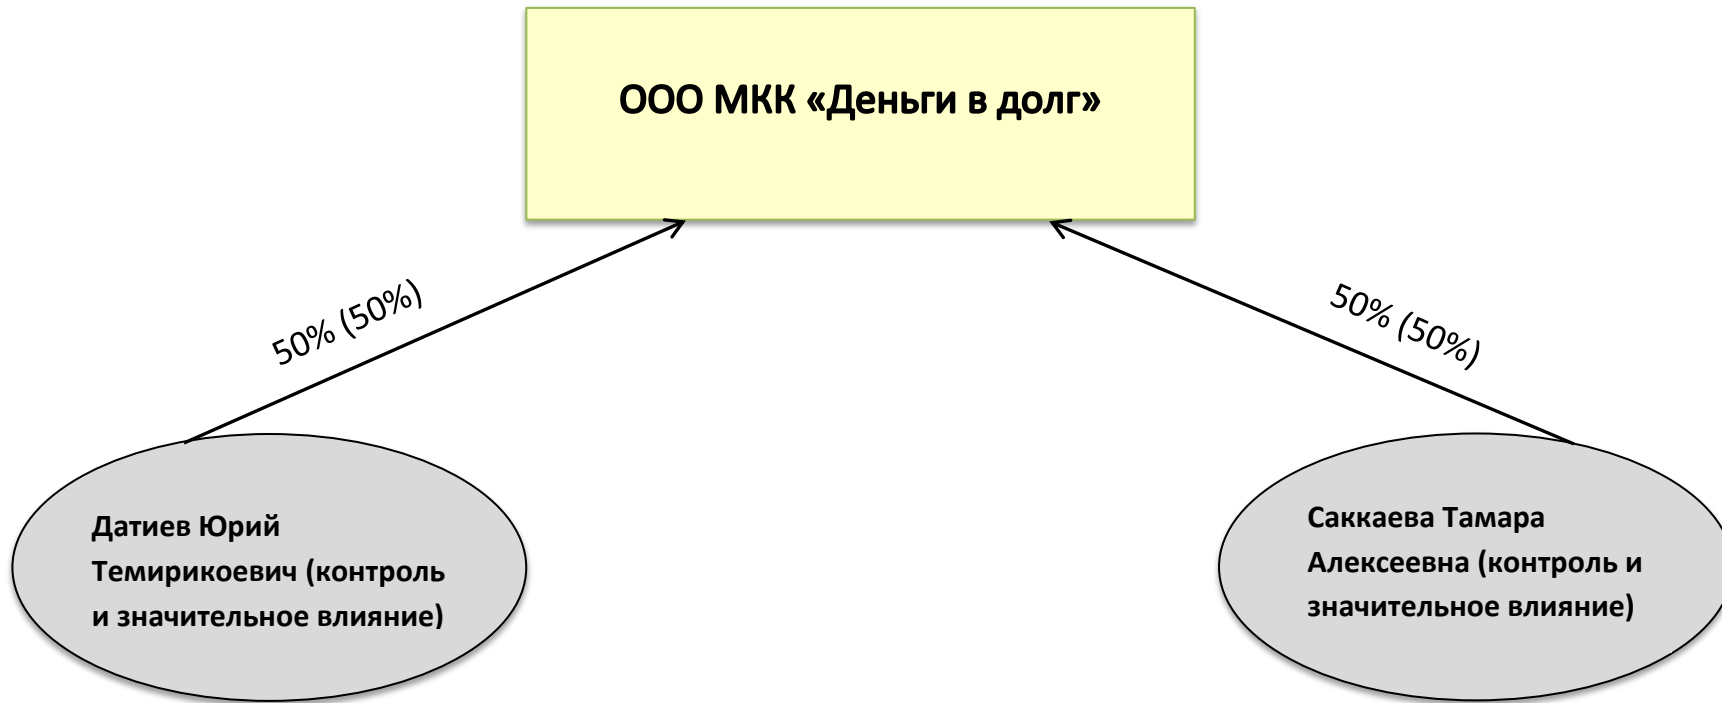 ООО МКК «Деньги в долг»
50% (50%)
50% (50%)
Датиев Юрий
Темирикоевич (контроль
и значительное влияние)
Саккаева Тамара
Алексеевна (контроль и
значительное влияние)